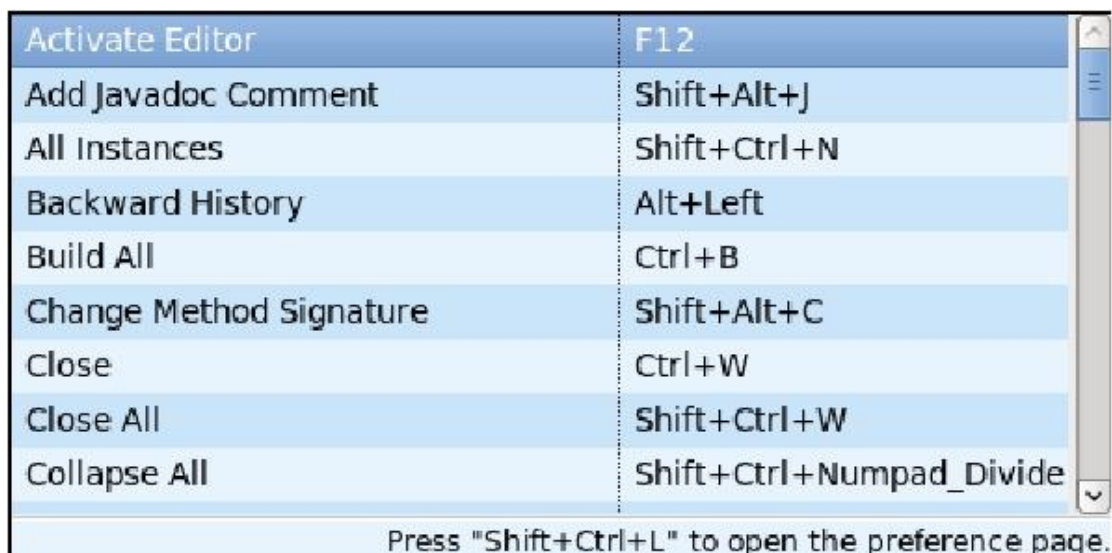 Activate Editor F12
Add Javadoc Comment Shift+Alt+J
All Instances Shift+Ctrl+N
Backward History Alt+Left
Build All Ctrl+B
Change Method Signature Shift+Alt+C
Close Ctrl+W
Close All Shift+Ctrl+W
Collapse All Shift+Ctrl+Numpad_Divide
Press "Shift+Ctrl+L" to open the preference page.